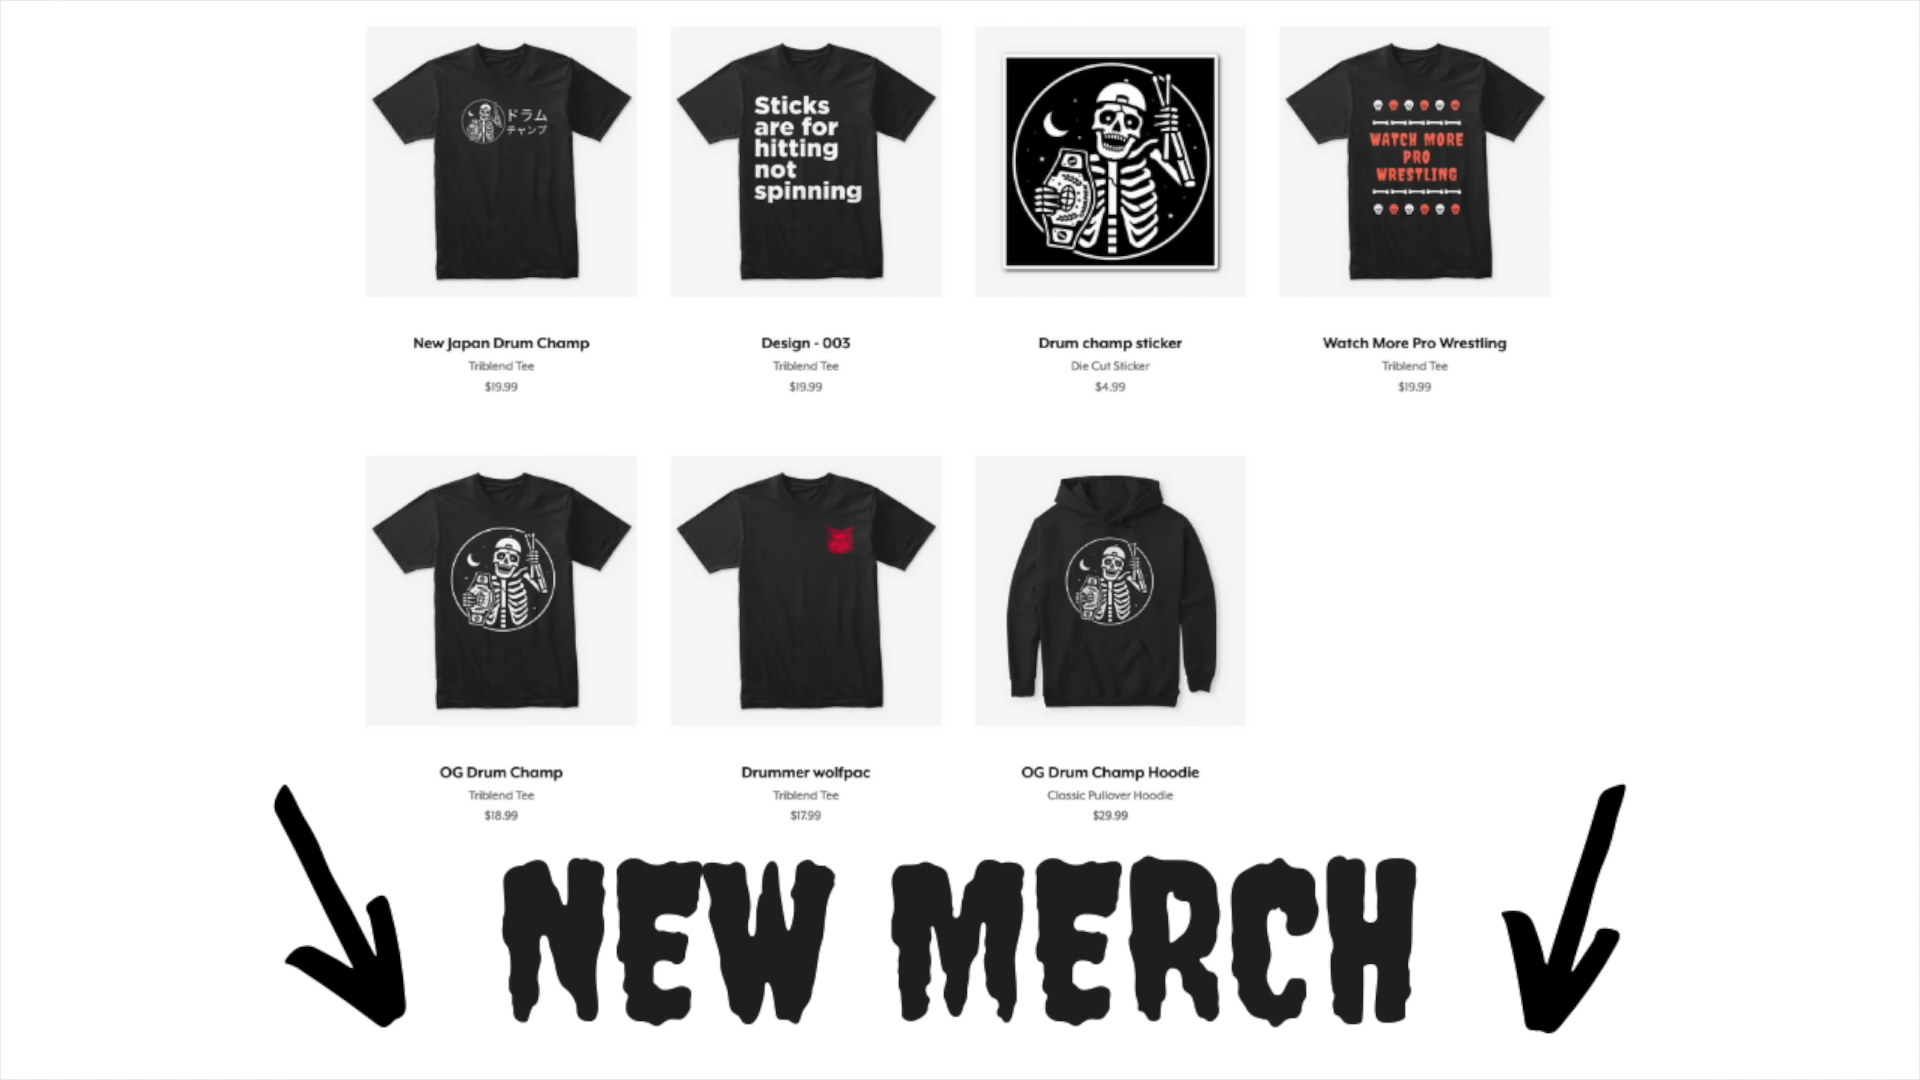 ドラム
チャンプ
Sticks
are for
hitting
not
spinning
WATCH MORE
PRO
WRESTLING
New Japan Drum Champ
Triblend Tee
$19.99
Design - 003
Triblend Tee
$19.99
Drum champ sticker
Die Cut Sticker
$4.99
Watch More Pro Wrestling
Triblend Tee
$19.99
OG Drum Champ
Triblend Tee
$18.99
Drummer wolfpac
Triblend Tee
$17.99
OG Drum Champ Hoodie
Classic Pullover Hoodie
$29.99
NEW MERCH